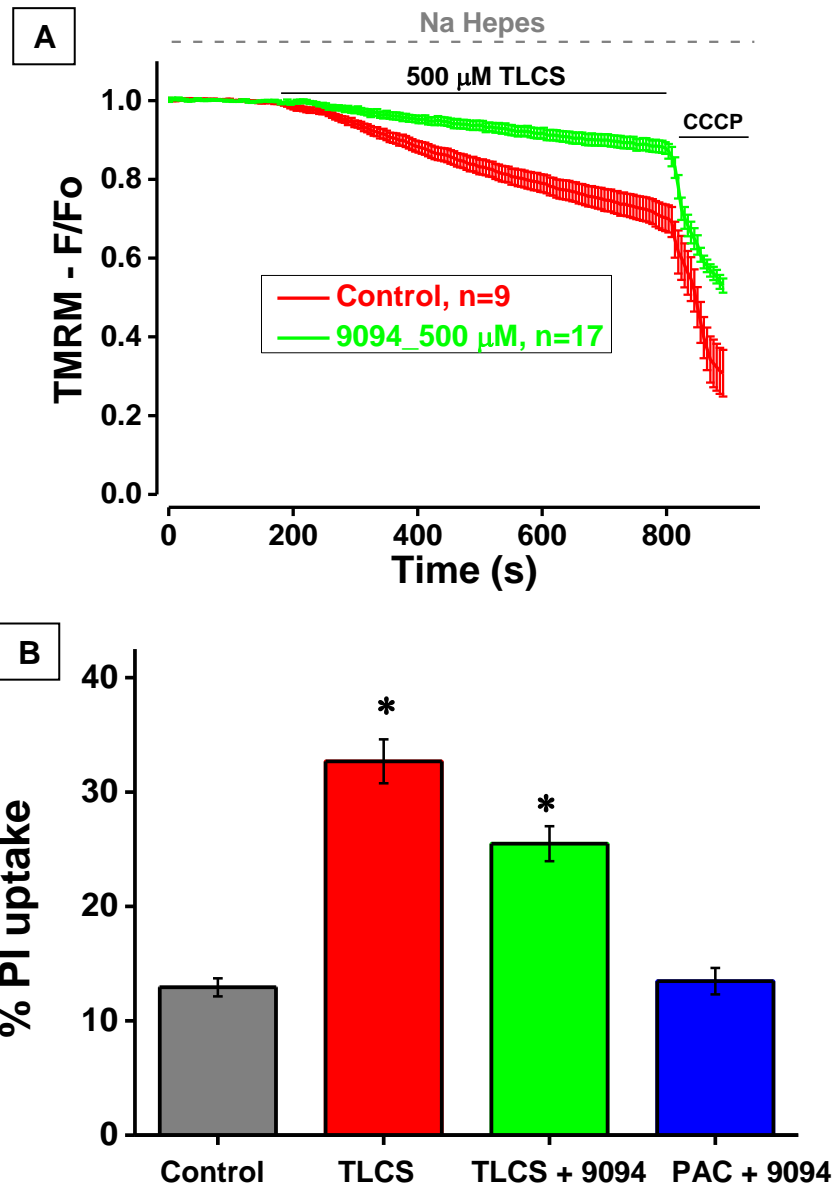 A
Na Hepes
500 μM TLCS
CCCP
1.0
0.8
0.6
0.4
0.2
0.0
TMRM - F/Fo
Control, n=9
9094_500 μM, n=17
0 200 400 600 800
Time (s)
B
40
30
20
10
0
% PI uptake
*
*
Control TLCS TLCS + 9094 PAC + 9094